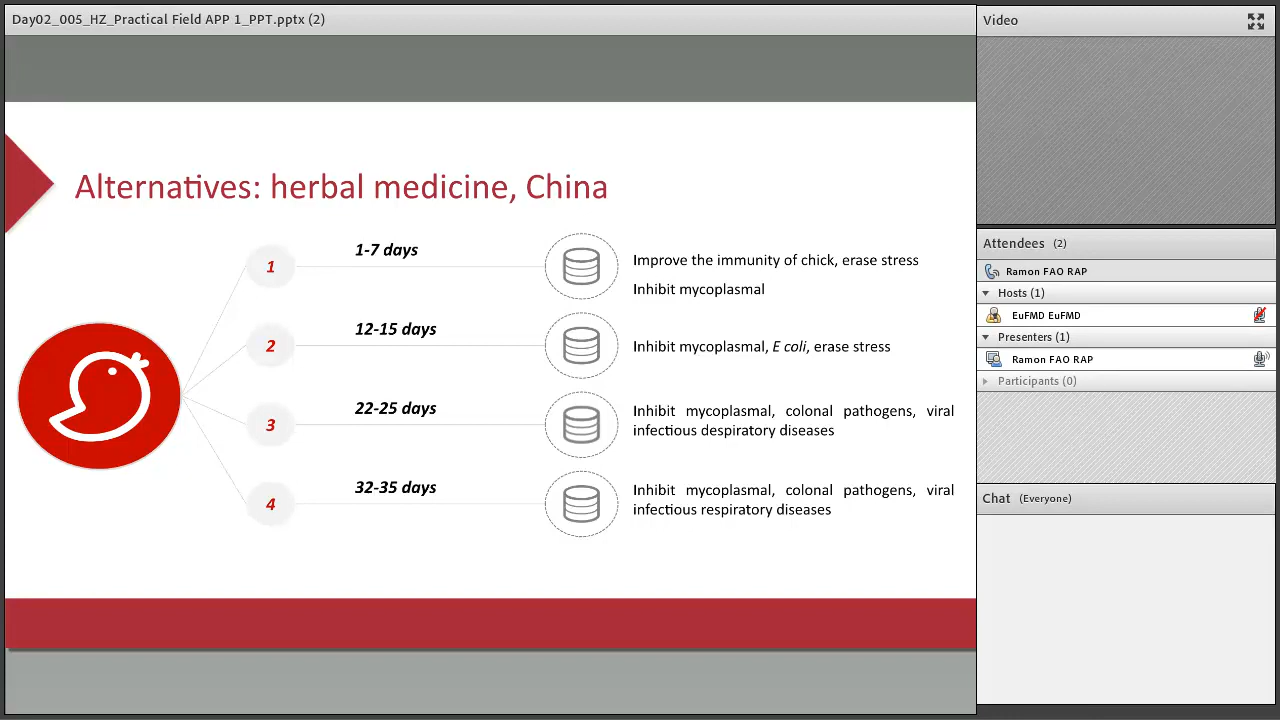 Day02_005_HZ_Practical Field APP 1_PPT.pptx (2)
Alternatives: herbal medicine, China
1
1-7 days
Improve the immunity of chick, erase stress
Inhibit mycoplasmal
2
12-15 days
Inhibit mycoplasmal, E coli, erase stress
3
22-25 days
Inhibit mycoplasmal, colonal pathogens, viral
infectious despiratory diseases
4
32-35 days
Inhibit mycoplasmal, colonal pathogens, viral
infectious respiratory diseases
Video
Attendees (2)
Ramon FAO RAP
Hosts (1)
EuFMD EuFMD
Presenters (1)
Ramon FAO RAP
Participants (0)
Chat (Everyone)